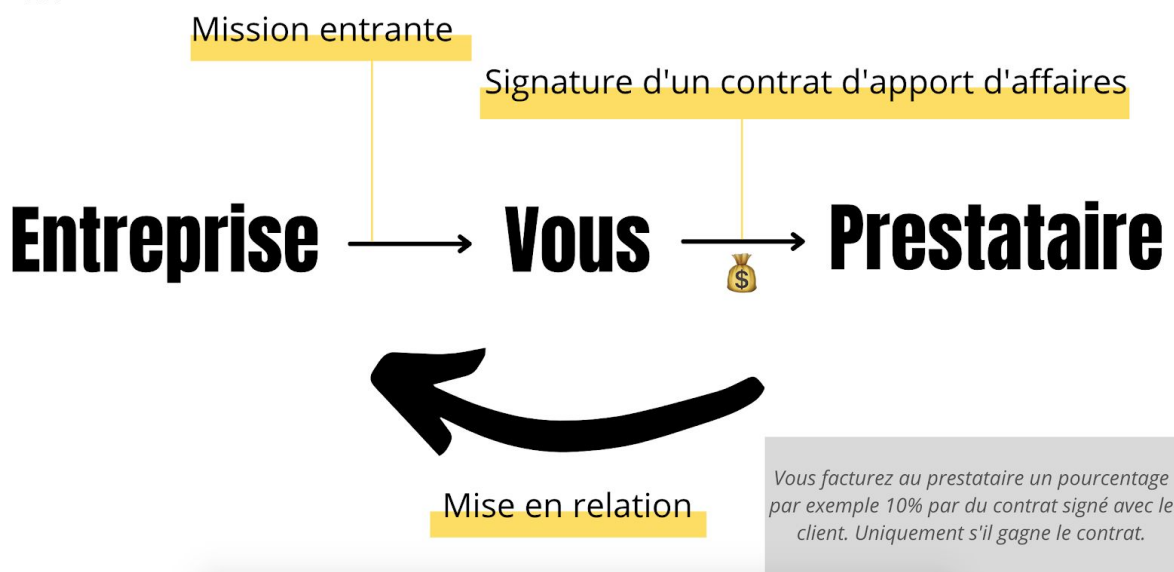 Mission entrante
Signature d'un contrat d'apport d'affaires
Entreprise
Vous
Prestataire
Mise en relation
Vous facturez au prestataire un pourcentage
par exemple 10% par du contrat signé avec le
client. Uniquement s'il gagne le contrat.